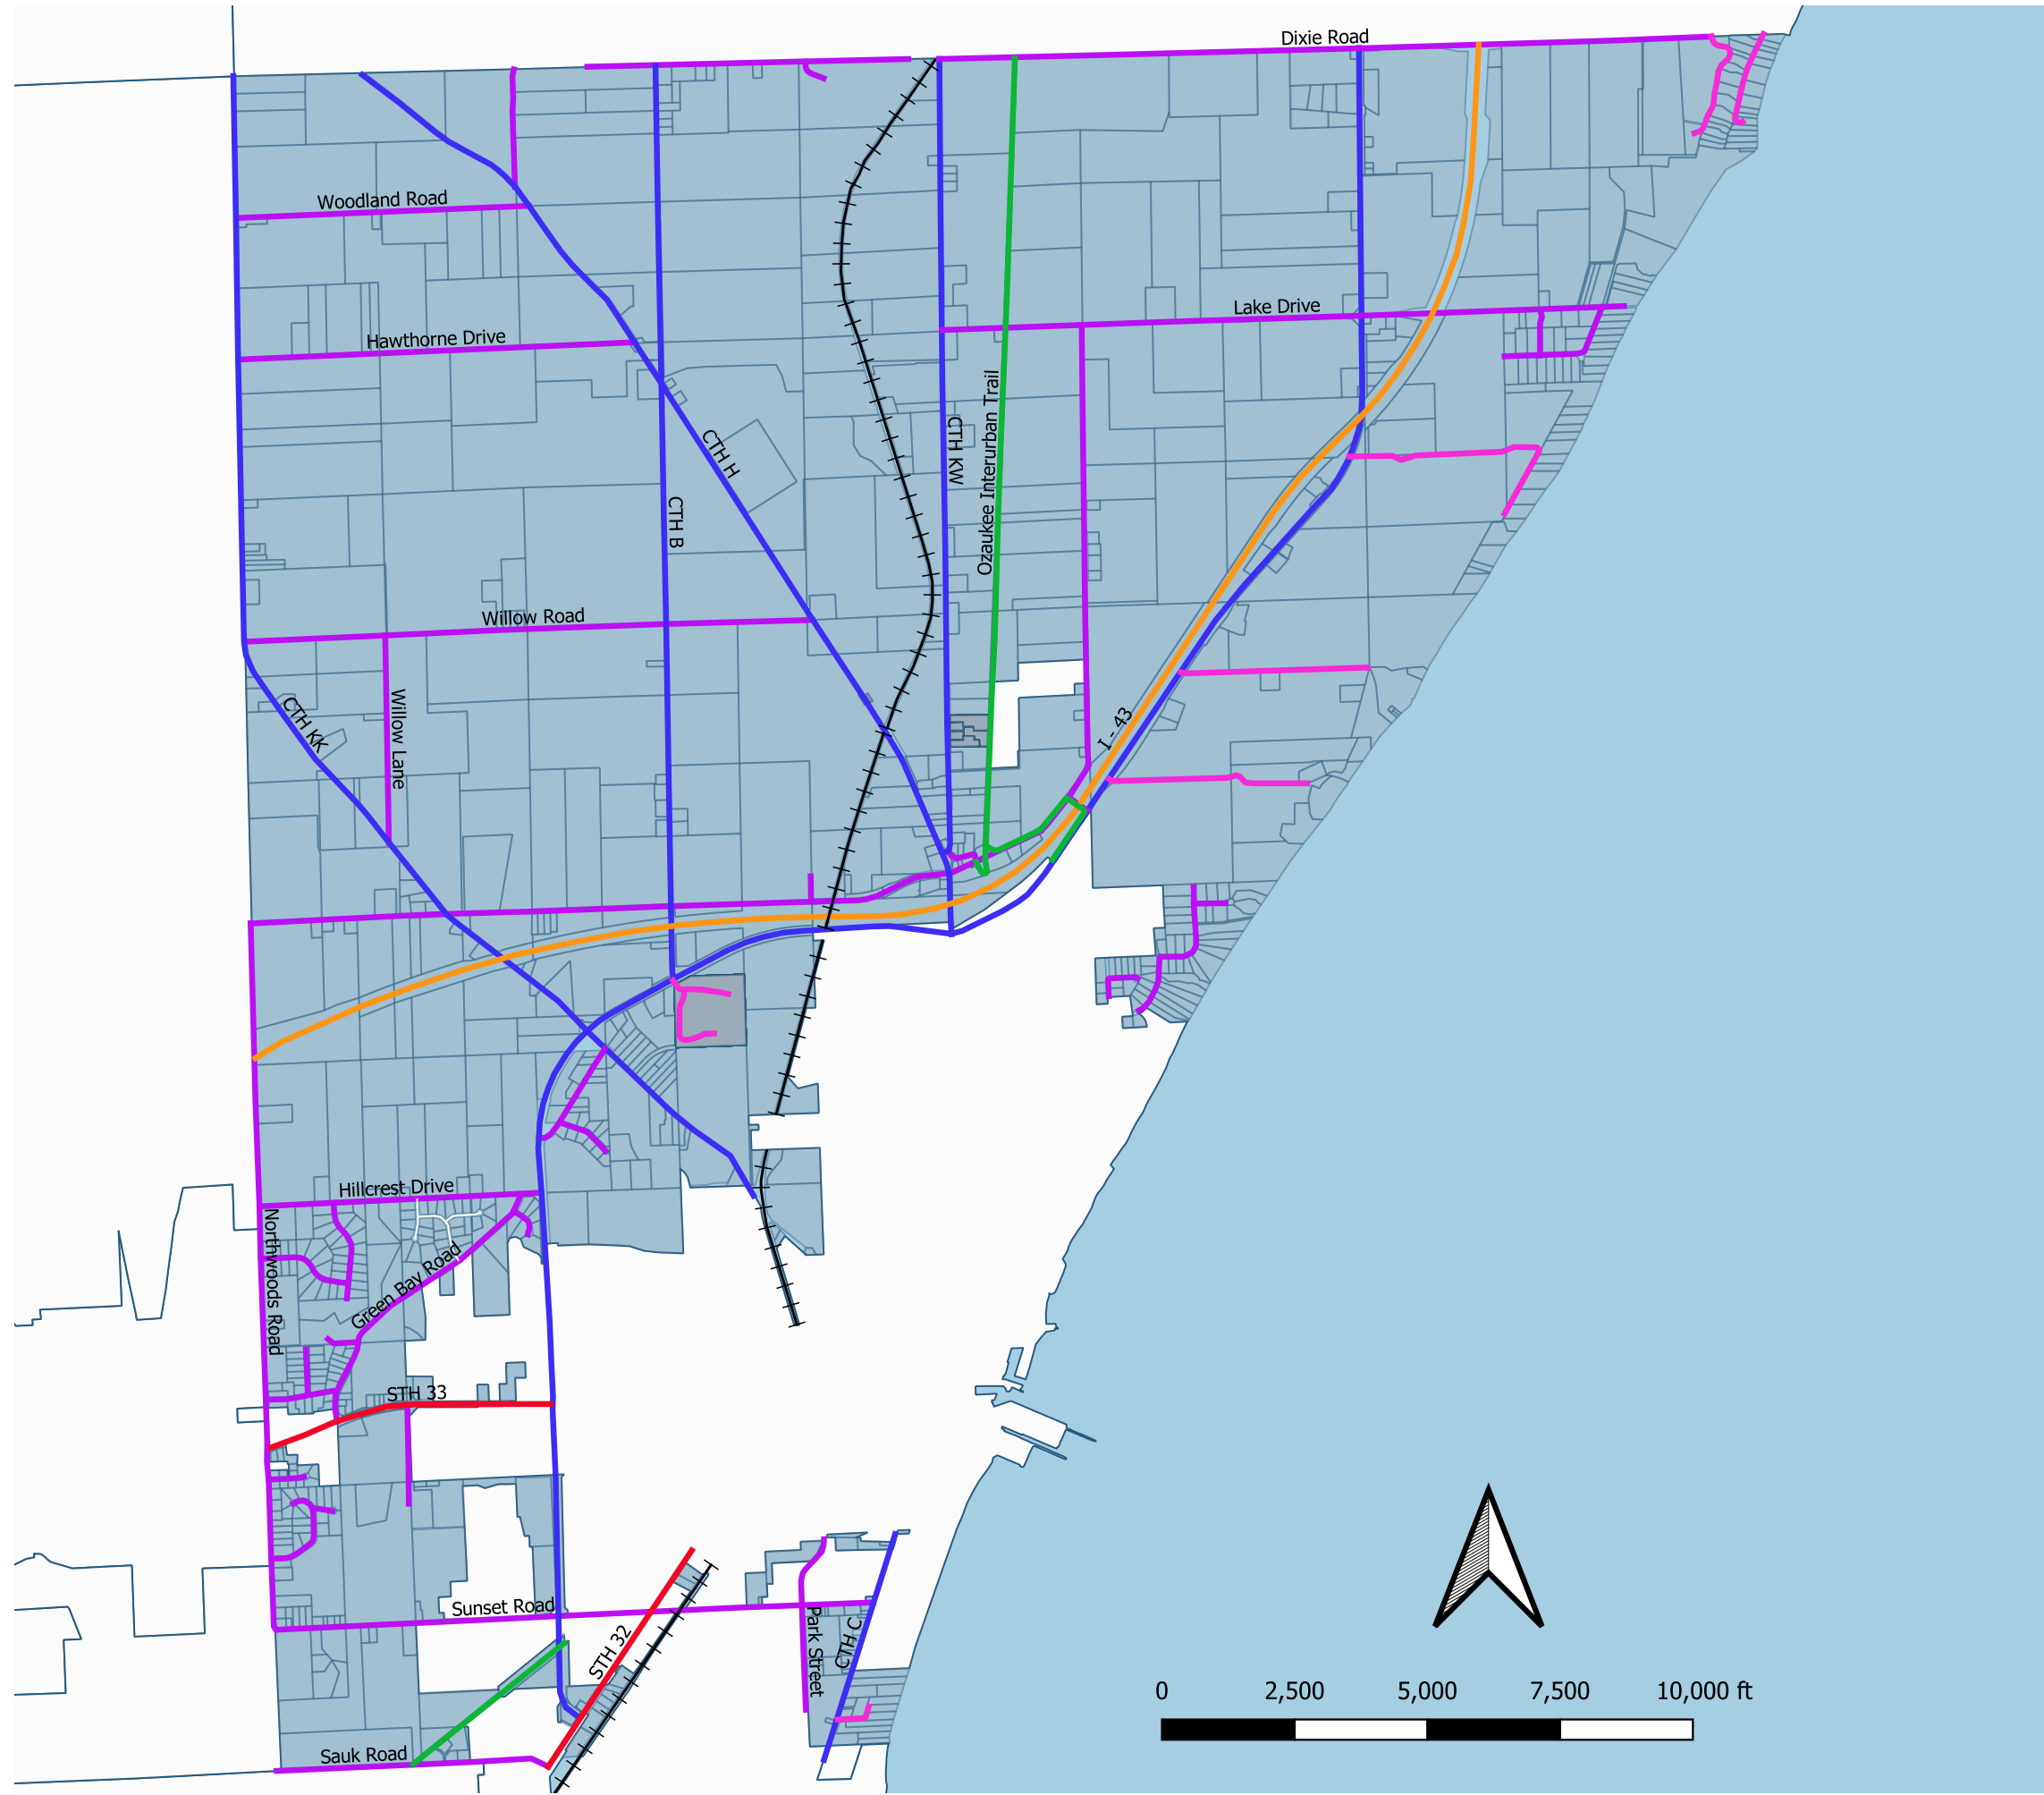 Dixie Road
Woodland Road
Lake Drive
Hawthorne Drive
Ozaukee Interurban Trail
CTH KW
CTH H
CTH B
Willow Road
Willow Lane
CTH KK
I - 43
Hillcrest Drive
Northwoods Road
Green Bay Road
STH 33
Sunset Road
STH 32
Park Street
CTH C
Sauk Road
0 2,500 5,000 7,500 10,000 ft